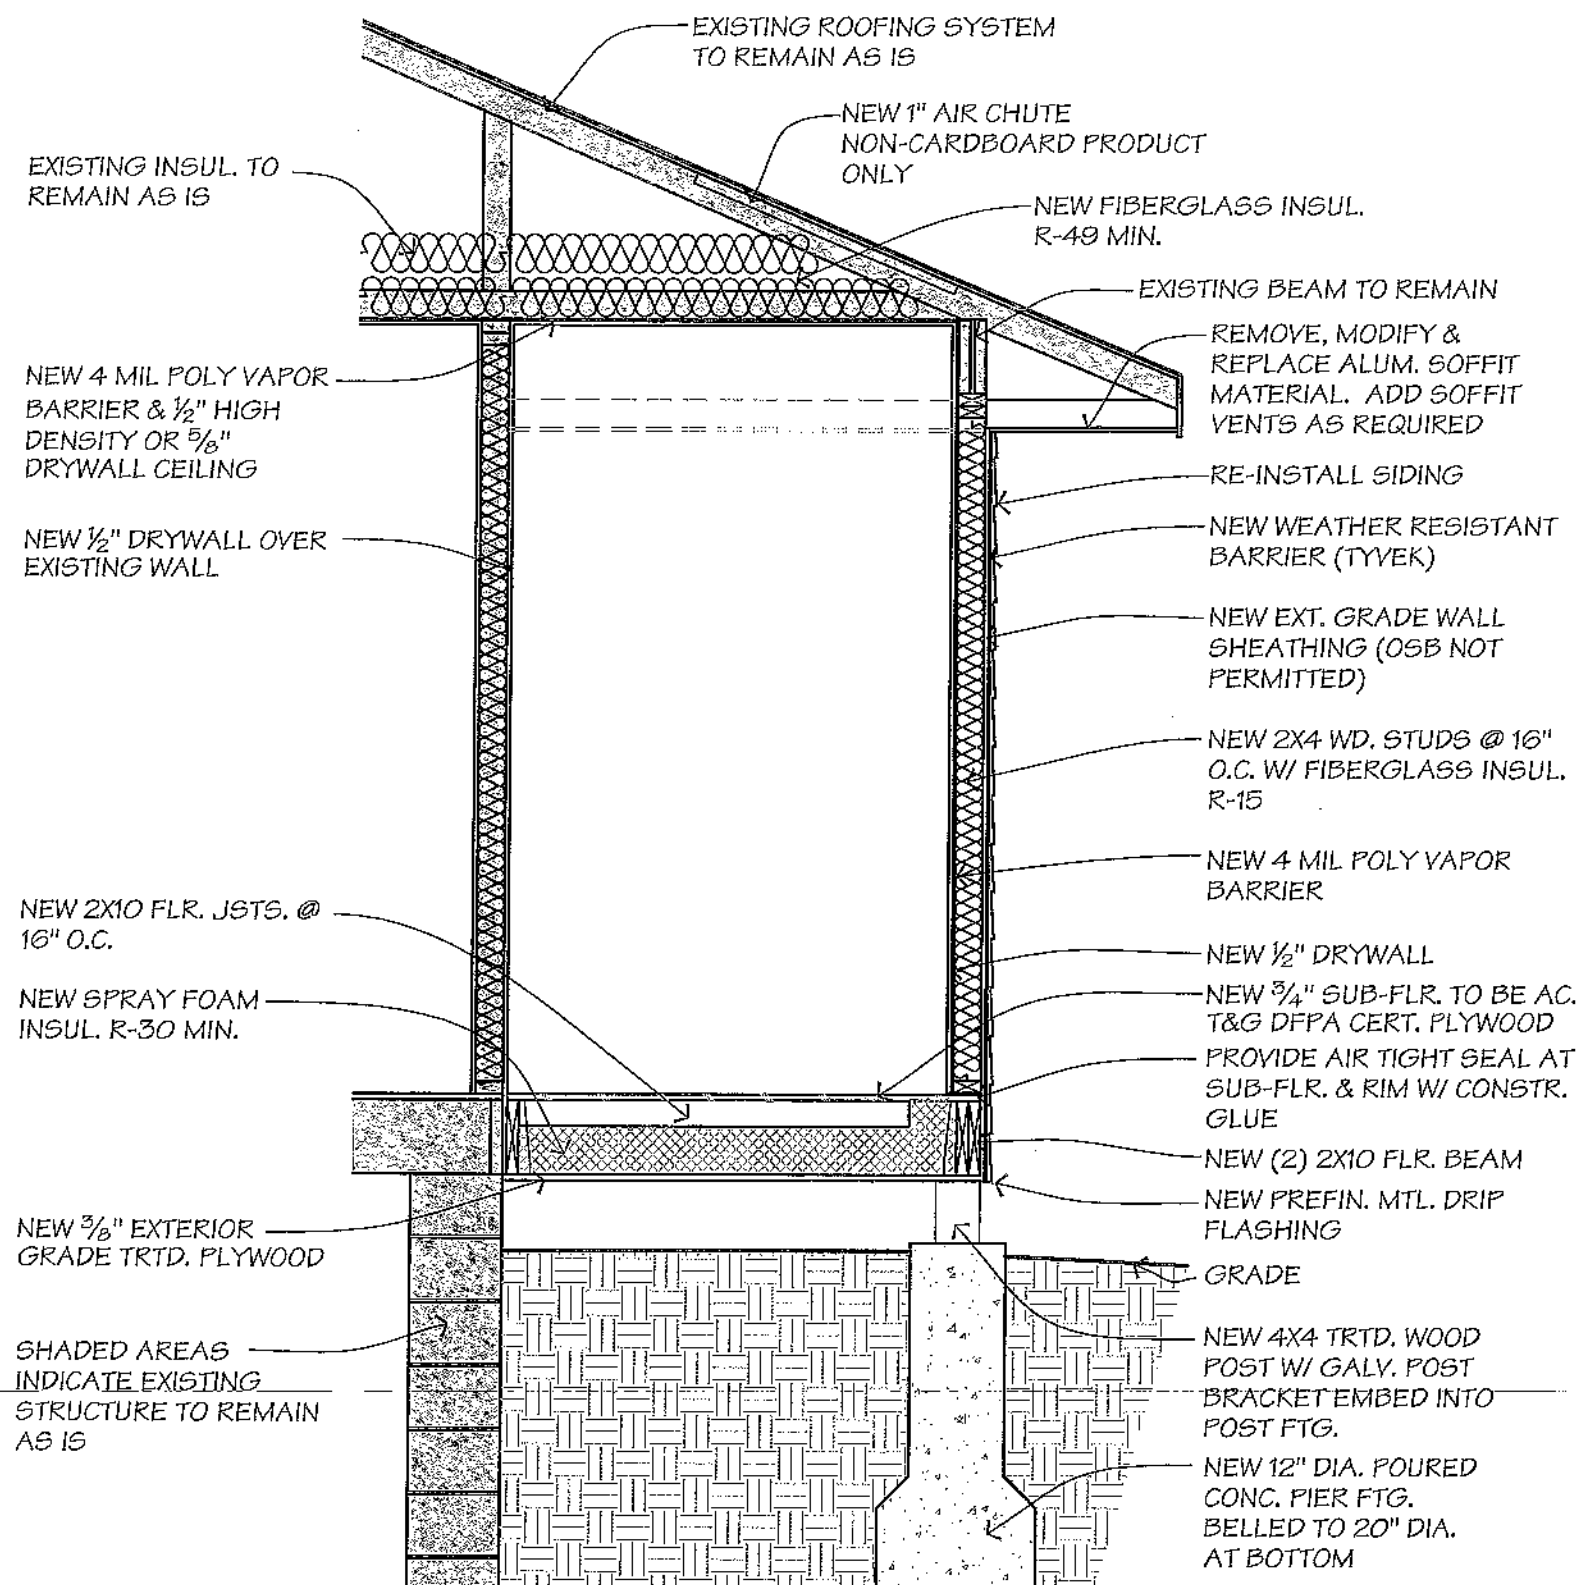 EXISTING ROOFING SYSTEM
TO REMAIN AS IS
NEW 1" AIR CHUTE
NON-CARDBOARD PRODUCT
ONLY
EXISTING INSUL. TO
REMAIN AS IS
NEW FIBERGLASS INSUL.
R-49 MIN.
EXISTING BEAM TO REMAIN
REMOVE, MODIFY &
REPLACE ALUM. SOFFIT
MATERIAL. ADD SOFFIT
VENTS AS REQUIRED
NEW 4 MIL POLY VAPOR
BARRIER & ½" HIGH
DENSITY OR ⅝"
DRYWALL CEILING
RE-INSTALL SIDING
NEW WEATHER RESISTANT
BARRIER (TYVEK)
NEW ½" DRYWALL OVER
EXISTING WALL
NEW EXT. GRADE WALL
SHEATHING (OSB NOT
PERMITTED)
NEW 2X4 WD. STUDS @ 16"
O.C. W/ FIBERGLASS INSUL.
R-15
NEW 4 MIL POLY VAPOR
BARRIER
NEW 2X10 FLR. JSTS. @
16" O.C.
NEW ½" DRYWALL
NEW SPRAY FOAM
INSUL. R-30 MIN.
NEW ¾" SUB-FLR. TO BE AC.
T&G DFPA CERT. PLYWOOD
PROVIDE AIR TIGHT SEAL AT
SUB-FLR. & RIM W/ CONSTR.
GLUE
NEW (2) 2X10 FLR. BEAM
NEW PREFIN. MTL. DRIP
FLASHING
NEW ⅜" EXTERIOR
GRADE TRTD. PLYWOOD
GRADE
SHADED AREAS
INDICATE EXISTING
STRUCTURE TO REMAIN
AS IS
NEW 4X4 TRTD. WOOD
POST W/ GALV. POST
BRACKET EMBED INTO
POST FTG.
NEW 12" DIA. POURED
CONC. PIER FTG.
BELLED TO 20" DIA.
AT BOTTOM